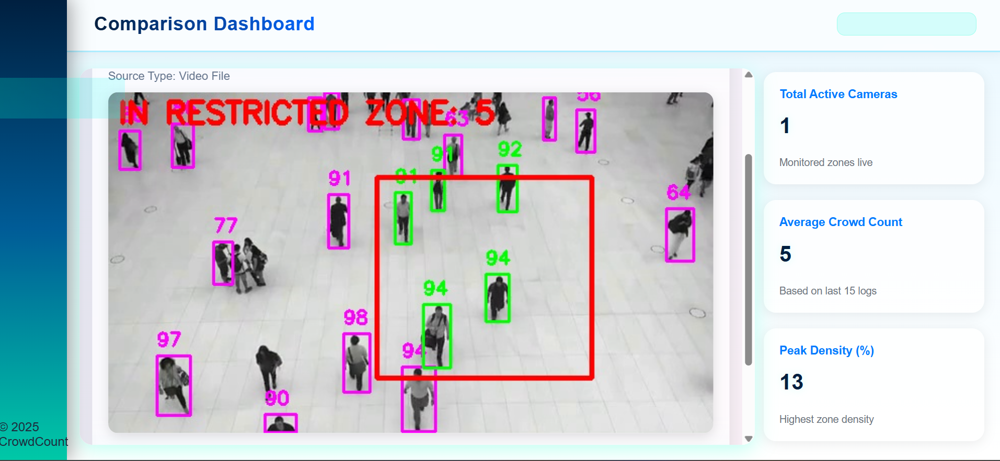 Comparison Dashboard
Source Type: Video File
IN RESTRICTED ZONE: 5
56
63
91
92
91
91
64
77
94
94
98
94
97
90
Total Active Cameras
1
Monitored zones live
Average Crowd Count
5
Based on last 15 logs
Peak Density (%)
13
Highest zone density
© 2025
CrowdCount